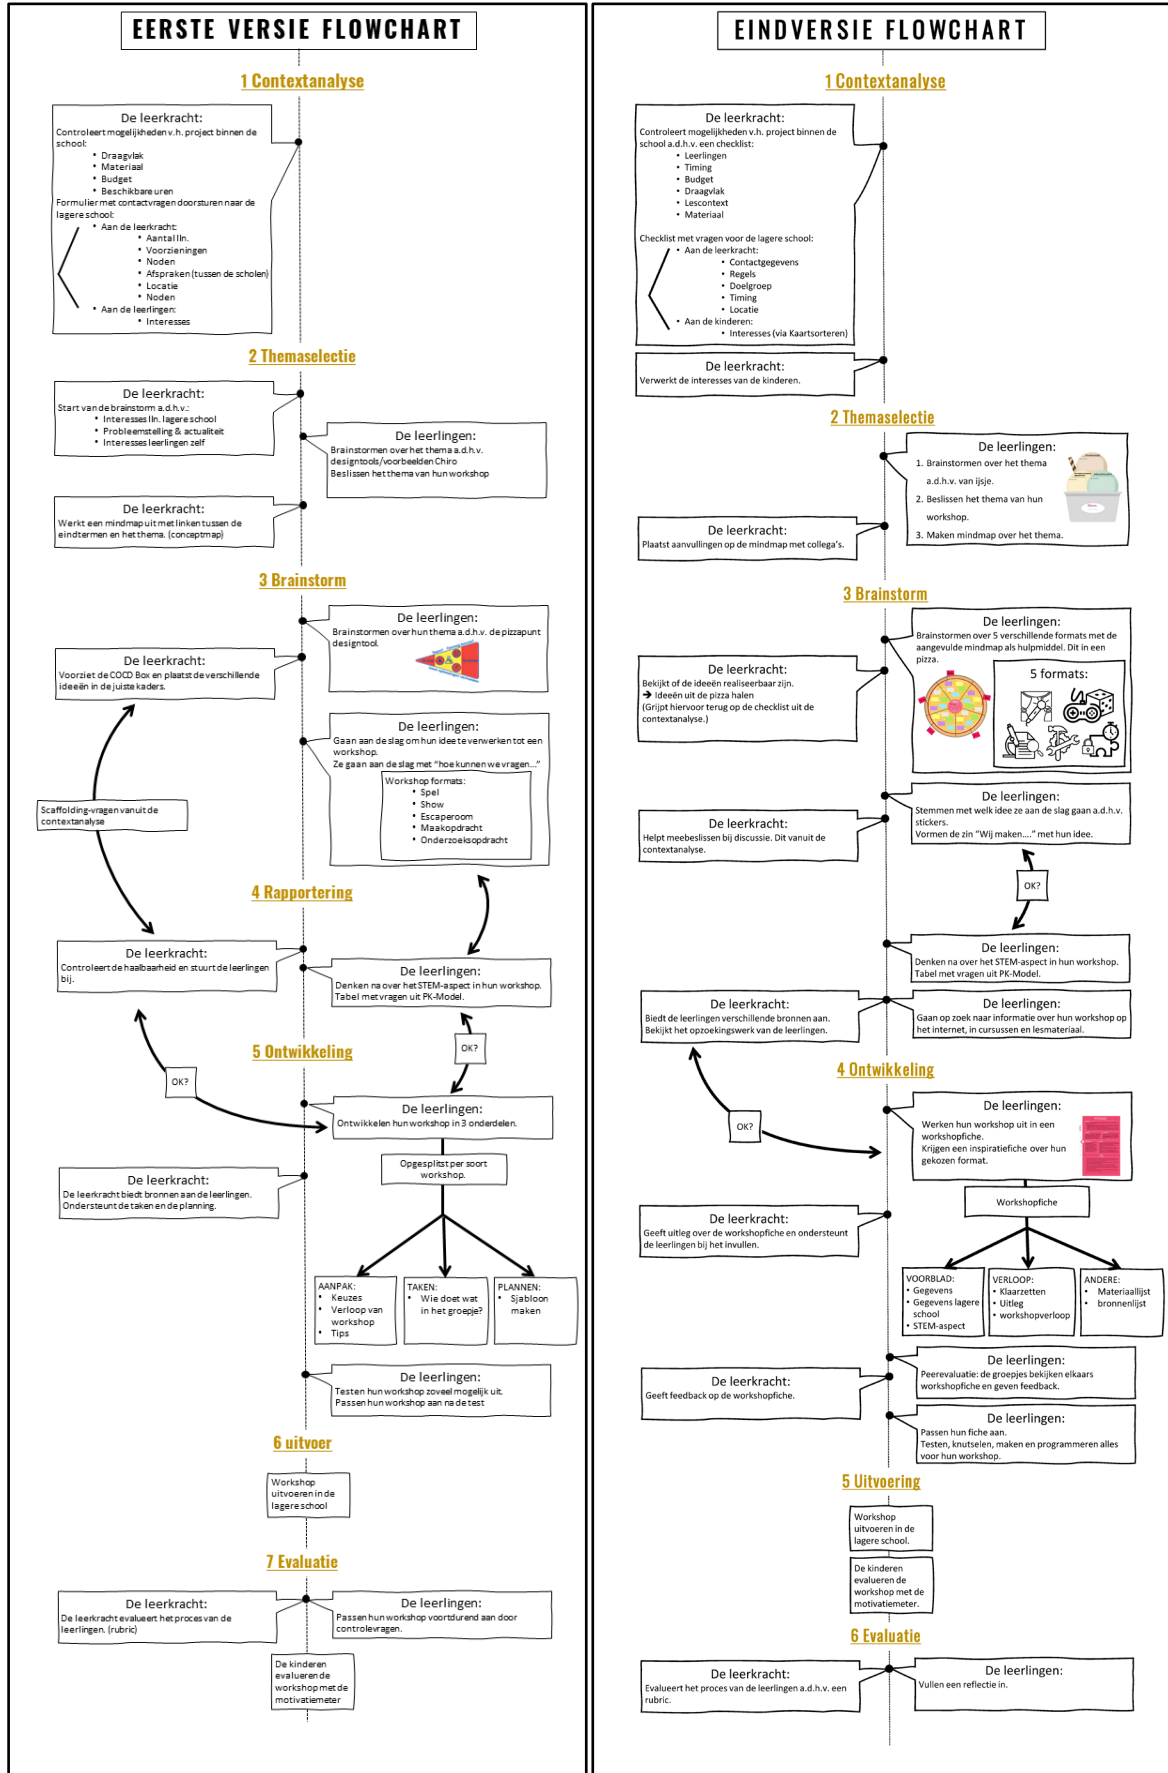 EERSTE VERSIE FLOWCHART
1 Contextanalyse
De leerkracht:
Controleert mogelijkheden v.h. project binnen de
school:
• Draagvlak
• Materiaal
• Budget
• Beschikbare uren
Formulier met contactvragen doorsturen naar de
lagere school:
• Aan de leerkracht:
• Aantal lln.
• Voorzieningen
• Noden
• Afspraken (tussen de scholen)
• Locatie
• Noden
• Aan de leerlingen:
• Interesses
2 Themaselectie
De leerkracht:
Start van de brainstorm a.d.h.v.:
• Interesses lln. lagere school
• Probleemstelling & actualiteit
• Interesses leerlingen zelf
De leerlingen:
Brainstormen over het thema a.d.h.v.
designtools/voorbeelden Chiro
Beslissen het thema van hun workshop
De leerkracht:
Werkt een mindmap uit met linken tussen de
eindtermen en het thema. (conceptmap)
3 Brainstorm
De leerlingen:
Brainstormen over hun thema a.d.h.v. de pizzapunt
designtool.
De leerkracht:
Voorziet de COCD Box en plaatst de verschillende
ideeën in de juiste kaders.
De leerlingen:
Gaan aan de slag om hun idee te verwerken tot een
workshop.
Ze gaan aan de slag met “hoe kunnen we vragen...”
Workshop formats:
• Spel
• Show
• Escaperoom
• Maakopdracht
• Onderzoeksopdracht
Scaffolding-vragen vanuit de
contextanalyse
4 Rapportering
De leerkracht:
Controleert de haalbaarheid en stuurt de leerlingen
bij.
De leerlingen:
Denken na over het STEM-aspect in hun workshop.
Tabel met vragen uit PK-Model.
OK?
5 Ontwikkeling
OK?
De leerlingen:
Ontwikkelen hun workshop in 3 onderdelen.
Opgesplitst per soort
workshop.
De leerkracht:
De leerkracht biedt bronnen aan de leerlingen.
Ondersteunt de taken en de planning.
AANPAK:
• Keuzes
• Verloop van
workshop
• Tips
TAKEN:
• Wie doet wat
in het groepje?
PLANNEN:
• Sjabloon
maken
De leerlingen:
Testen hun workshop zoveel mogelijk uit.
Passen hun workshop aan na de test
6 uitvoer
Workshop
uitvoeren in de
lagere school
7 Evaluatie
De leerkracht:
De leerkracht evalueert het proces van de
leerlingen. (rubric)
De leerlingen:
Passen hun workshop voortdurend aan door
controlevragen.
De kinderen
evalueren de
workshop met de
motivatiemeter
EINDVERSIE FLOWCHART
1 Contextanalyse
De leerkracht:
Controleert mogelijkheden v.h. project binnen de
school a.d.h.v. een checklist:
• Leerlingen
• Timing
• Budget
• Draagvlak
• Lescontext
• Materiaal
Checklist met vragen voor de lagere school:
• Aan de leerkracht:
• Contactgegevens
• Regels
• Doelgroep
• Timing
• Locatie
• Aan de kinderen:
• Interesses (via Kaartsorteren)
De leerkracht:
Verwerkt de interesses van de kinderen.
2 Themaselectie
De leerlingen:
1. Brainstormen over het thema
a.d.h.v. van ijsje.
2. Beslissen het thema van hun
workshop.
3. Maken mindmap over het thema.
De leerkracht:
Plaatst aanvullingen op de mindmap met collega's.
3 Brainstorm
De leerlingen:
Brainstormen over 5 verschillende formats met de
aangevulde mindmap als hulpmiddel. Dit in een
pizza.
5 formats:
De leerkracht:
Bekijkt of de ideeën realiseerbaar zijn.
➔ Ideeën uit de pizza halen
(Grijpt hiervoor terug op de checklist uit de
contextanalyse.)
De leerlingen:
Stemmen met welk idee ze aan de slag gaan a.d.h.v.
stickers.
Vormen de zin “Wij maken....” met hun idee.
De leerkracht:
Helpt meebeslissen bij discussie. Dit vanuit de
contextanalyse.
OK?
De leerlingen:
Denken na over het STEM-aspect in hun workshop.
Tabel met vragen uit PK-Model.
De leerkracht:
Biedt de leerlingen verschillende bronnen aan.
Bekijkt het opzoekingswerk van de leerlingen.
De leerlingen:
Gaan op zoek naar informatie over hun workshop op
het internet, in cursussen en lesmateriaal.
4 Ontwikkeling
OK?
De leerlingen:
Werken hun workshop uit in een
workshopfiche.
Krijgen een inspiratiefiche over hun
gekozen format.
Workshopfiche
De leerkracht:
Geeft uitleg over de workshopfiche en ondersteunt
de leerlingen bij het invullen.
VOORBLAD:
• Gegevens
• Gegevens lagere
school
• STEM-aspect
VERLOOP:
• Klaarzetten
• Uitleg
• workshopverloop
ANDERE:
• Materiaallijst
• bronnenlijst
De leerlingen:
Peerevaluatie: de groepjes bekijken elkaars
workshopfiche en geven feedback.
De leerkracht:
Geeft feedback op de workshopfiche.
De leerlingen:
Passen hun fiche aan.
Testen, knutselen, maken en programmeren alles
voor hun workshop.
5 Uitvoering
Workshop
uitvoeren in de
lagere school.
De kinderen
evalueren de
workshop met de
motivatiemeter.
6 Evaluatie
De leerkracht:
Evalueert het proces van de leerlingen a.d.h.v. een
rubric.
De leerlingen:
Vullen een reflectie in.